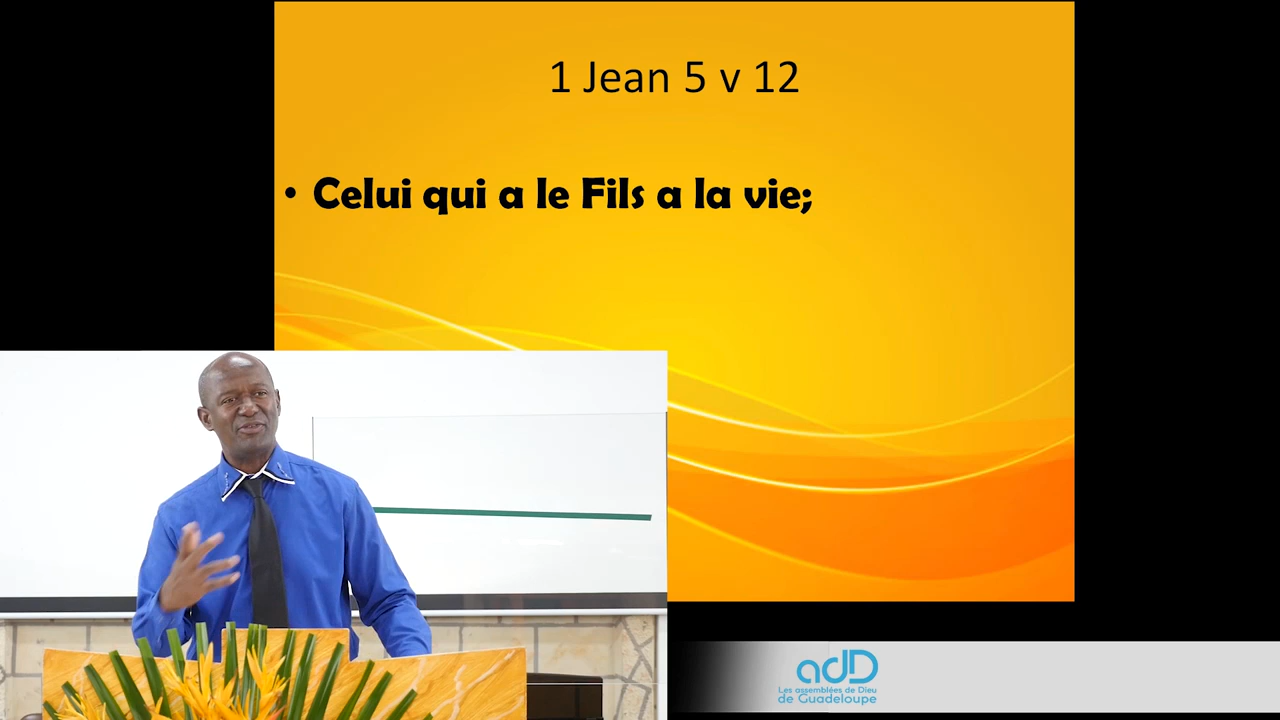 1 Jean 5 v 12
• Celui qui a le Fils a la vie;
adD
Les assemblées de Dieu
de Guadeloupe